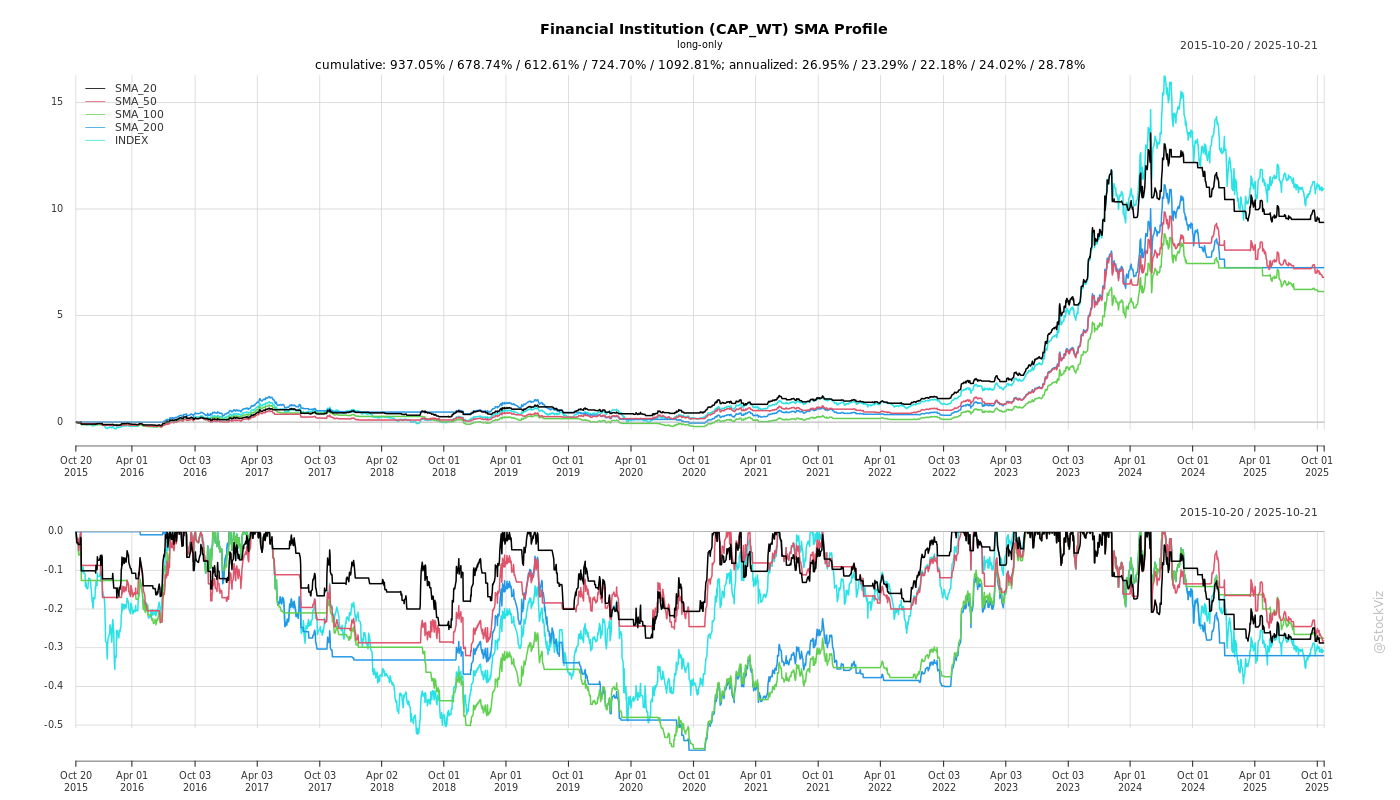 Financial Institution (CAP_WT) SMA Profile
long-only
2015-10-20 / 2025-10-21
cumulative: 937.05% / 678.74% / 612.61% / 724.70% / 1092.81%; annualized: 26.95% / 23.29% / 22.18% / 24.02% / 28.78%
SMA_20
SMA_50
SMA_100
SMA_200
INDEX
15
10
5
0
Oct 20 Apr 01 Oct 03 Apr 03 Oct 03 Apr 02 Oct 01 Apr 01 Oct 01 Apr 01 Oct 01 Apr 01 Oct 01 Apr 01 Oct 03 Apr 03 Oct 03 Apr 01 Oct 01 Apr 01 Oct 01
2015 2016 2016 2017 2017 2018 2018 2019 2019 2020 2020 2021 2021 2022 2022 2023 2023 2024 2024 2025 2025
2015-10-20 / 2025-10-21
0.0
-0.1
-0.2
-0.3
-0.4
-0.5
Oct 20 Apr 01 Oct 03 Apr 03 Oct 03 Apr 02 Oct 01 Apr 01 Oct 01 Apr 01 Oct 01 Apr 01 Oct 01 Apr 01 Oct 03 Apr 03 Oct 03 Apr 01 Oct 01 Apr 01 Oct 01
2015 2016 2016 2017 2017 2018 2018 2019 2019 2020 2020 2021 2021 2022 2022 2023 2023 2024 2024 2025 2025
@StockViz